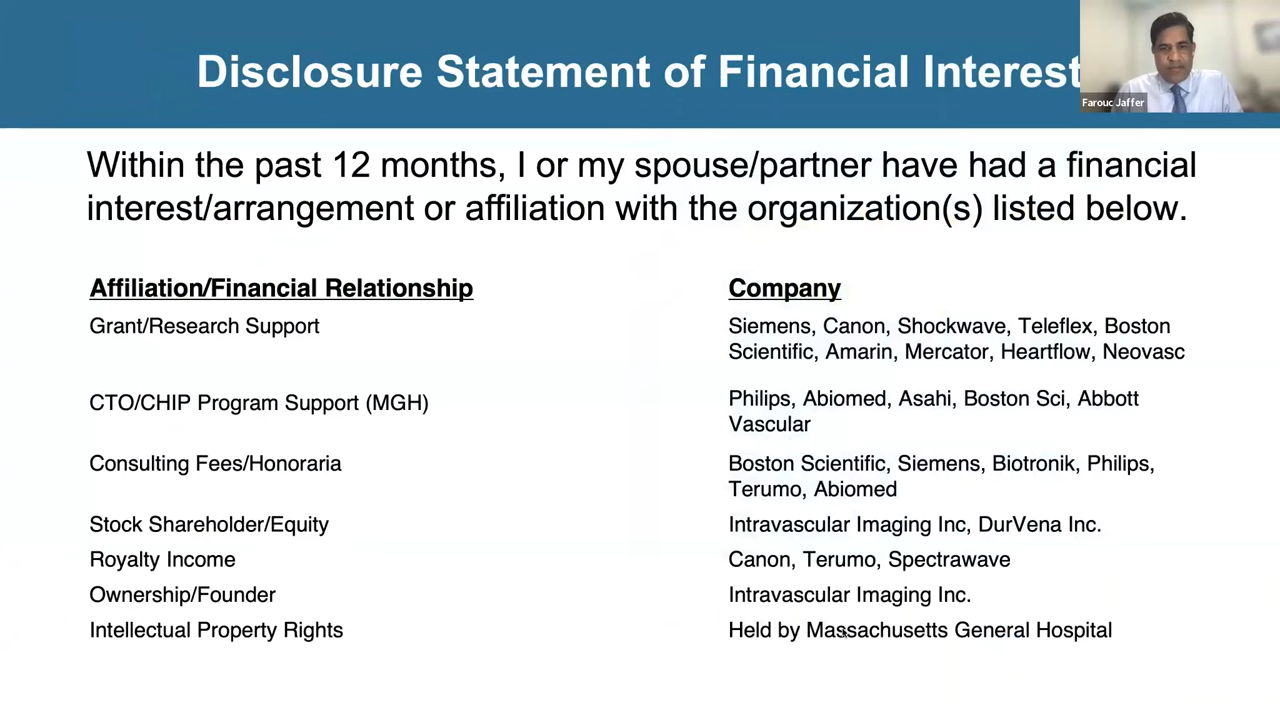 Disclosure Statement of Financial Interest
Farouc Jaffer
Within the past 12 months, I or my spouse/partner have had a financial
interest/arrangement or affiliation with the organization(s) listed below.
Affiliation/Financial Relationship
Company
Grant/Research Support
Siemens, Canon, Shockwave, Teleflex, Boston
Scientific, Amarin, Mercator, Heartflow, Neovasc
CTO/CHIP Program Support (MGH)
Philips, Abiomed, Asahi, Boston Sci, Abbott
Vascular
Consulting Fees/Honoraria
Boston Scientific, Siemens, Biotronik, Philips,
Terumo, Abiomed
Stock Shareholder/Equity
Intravascular Imaging Inc, DurVena Inc.
Royalty Income
Canon, Terumo, Spectrawave
Ownership/Founder
Intravascular Imaging Inc.
Intellectual Property Rights
Held by Massachusetts General Hospital